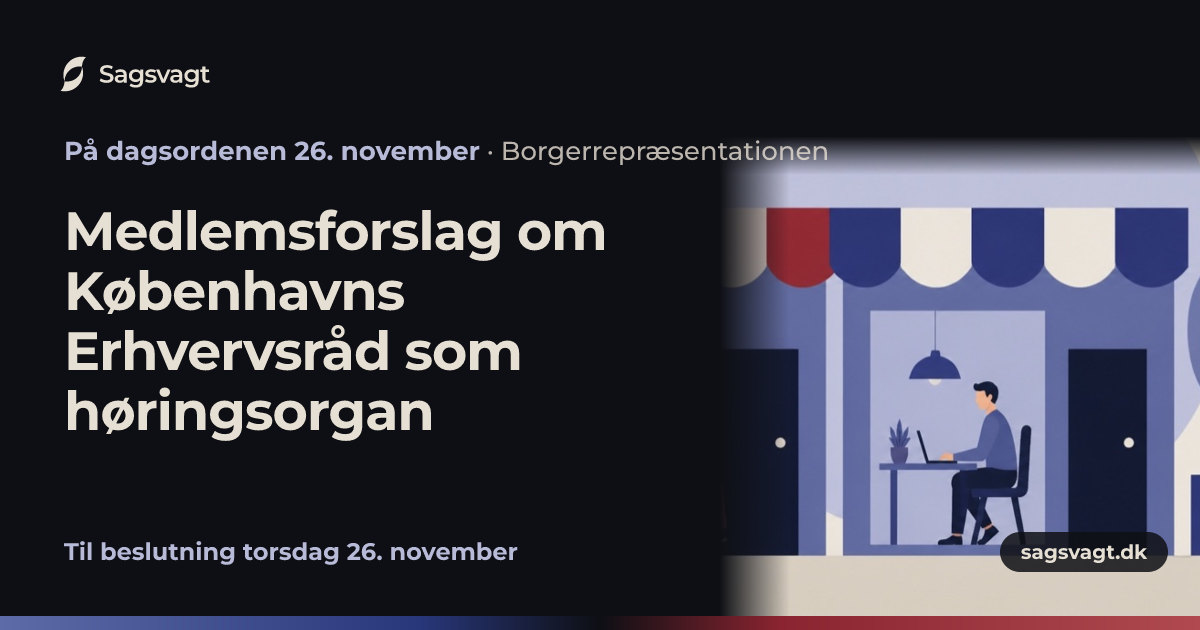 Sagsvagt
På dagsordenen 26. november · Borgerrepræsentationen
Medlemsforslag om
Københavns
Erhvervsråd som
høringsorgan
Til beslutning torsdag 26. november
sagsvagt.dk